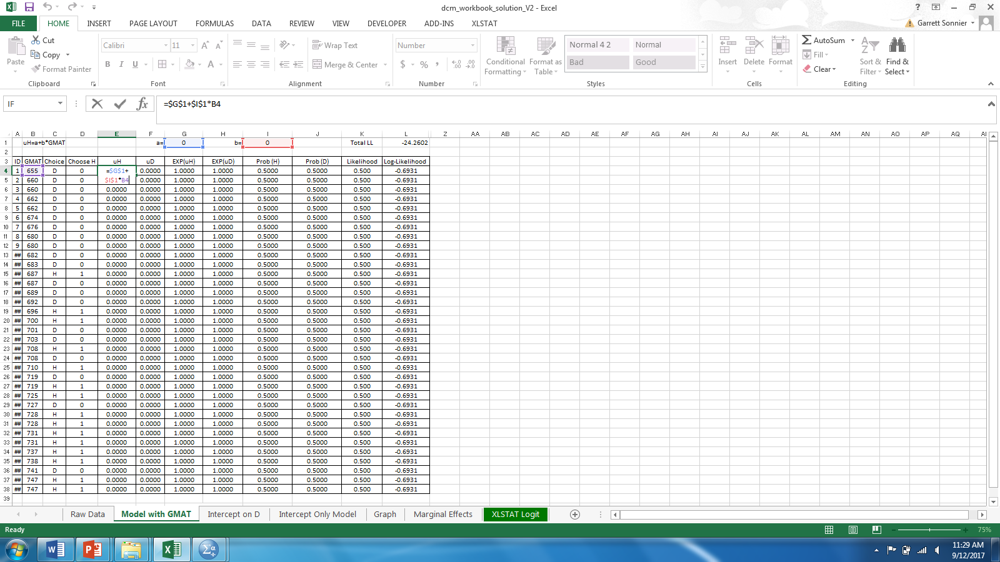 dcm_workbook_solution_V2 - Excel
FILE HOME INSERT PAGE LAYOUT FORMULAS DATA REVIEW VIEW DEVELOPER ADD-INS XLSTAT Garrett Sonnier
Cut
Copy
Format Painter
Paste
Calibri 11
B I U
Wrap Text
Merge & Center
Number
$ % ,
Conditional Formatting
Format as Table
Normal 4 2 Normal
Bad Good
Insert Delete Format
AutoSum
Fill
Clear
Sort & Filter
Find & Select
Clipboard Font Alignment Number Styles Cells Editing
IF fx =$G$1+$I$1*B4
A B C D E F G H I J K L Z AA AB AC AD AE AF AG AH AI AJ AK AL AM AN AO AP AQ
1 uH=a+b*GMAT a= 0 b= 0 Total LL -24.2602
2
3 ID GMAT Choice Choose H uH uD EXP(uH) EXP(uD) Prob (H) Prob (D) Likelihood Log-Likelihood
4 1 655 D 0 =$G$1+ 0.0000 1.0000 1.0000 0.5000 0.5000 0.500 -0.6931
5 2 660 D 0 $I$1*B4 0.0000 1.0000 1.0000 0.5000 0.5000 0.500 -0.6931
6 3 660 D 0 0.0000 0.0000 1.0000 1.0000 0.5000 0.5000 0.500 -0.6931
7 4 662 D 0 0.0000 0.0000 1.0000 1.0000 0.5000 0.5000 0.500 -0.6931
8 5 662 D 0 0.0000 0.0000 1.0000 1.0000 0.5000 0.5000 0.500 -0.6931
9 6 674 D 0 0.0000 0.0000 1.0000 1.0000 0.5000 0.5000 0.500 -0.6931
10 7 676 D 0 0.0000 0.0000 1.0000 1.0000 0.5000 0.5000 0.500 -0.6931
11 8 680 D 0 0.0000 0.0000 1.0000 1.0000 0.5000 0.5000 0.500 -0.6931
12 9 680 D 0 0.0000 0.0000 1.0000 1.0000 0.5000 0.5000 0.500 -0.6931
13 ## 682 D 0 0.0000 0.0000 1.0000 1.0000 0.5000 0.5000 0.500 -0.6931
14 ## 683 D 0 0.0000 0.0000 1.0000 1.0000 0.5000 0.5000 0.500 -0.6931
15 ## 687 H 1 0.0000 0.0000 1.0000 1.0000 0.5000 0.5000 0.500 -0.6931
16 ## 687 D 0 0.0000 0.0000 1.0000 1.0000 0.5000 0.5000 0.500 -0.6931
17 ## 689 D 0 0.0000 0.0000 1.0000 1.0000 0.5000 0.5000 0.500 -0.6931
18 ## 692 D 0 0.0000 0.0000 1.0000 1.0000 0.5000 0.5000 0.500 -0.6931
19 ## 696 H 1 0.0000 0.0000 1.0000 1.0000 0.5000 0.5000 0.500 -0.6931
20 ## 700 H 1 0.0000 0.0000 1.0000 1.0000 0.5000 0.5000 0.500 -0.6931
21 ## 701 D 0 0.0000 0.0000 1.0000 1.0000 0.5000 0.5000 0.500 -0.6931
22 ## 703 D 0 0.0000 0.0000 1.0000 1.0000 0.5000 0.5000 0.500 -0.6931
23 ## 708 H 1 0.0000 0.0000 1.0000 1.0000 0.5000 0.5000 0.500 -0.6931
24 ## 708 D 0 0.0000 0.0000 1.0000 1.0000 0.5000 0.5000 0.500 -0.6931
25 ## 710 H 1 0.0000 0.0000 1.0000 1.0000 0.5000 0.5000 0.500 -0.6931
26 ## 719 D 0 0.0000 0.0000 1.0000 1.0000 0.5000 0.5000 0.500 -0.6931
27 ## 719 H 1 0.0000 0.0000 1.0000 1.0000 0.5000 0.5000 0.500 -0.6931
28 ## 725 H 1 0.0000 0.0000 1.0000 1.0000 0.5000 0.5000 0.500 -0.6931
29 ## 727 D 0 0.0000 0.0000 1.0000 1.0000 0.5000 0.5000 0.500 -0.6931
30 ## 728 H 1 0.0000 0.0000 1.0000 1.0000 0.5000 0.5000 0.500 -0.6931
31 ## 728 H 1 0.0000 0.0000 1.0000 1.0000 0.5000 0.5000 0.500 -0.6931
32 ## 731 H 1 0.0000 0.0000 1.0000 1.0000 0.5000 0.5000 0.500 -0.6931
33 ## 731 H 1 0.0000 0.0000 1.0000 1.0000 0.5000 0.5000 0.500 -0.6931
34 ## 737 H 1 0.0000 0.0000 1.0000 1.0000 0.5000 0.5000 0.500 -0.6931
35 ## 738 H 1 0.0000 0.0000 1.0000 1.0000 0.5000 0.5000 0.500 -0.6931
36 ## 741 D 0 0.0000 0.0000 1.0000 1.0000 0.5000 0.5000 0.500 -0.6931
37 ## 747 H 1 0.0000 0.0000 1.0000 1.0000 0.5000 0.5000 0.500 -0.6931
38 ## 747 H 1 0.0000 0.0000 1.0000 1.0000 0.5000 0.5000 0.500 -0.6931
39
Raw Data Model with GMAT Intercept on D Intercept Only Model Graph Marginal Effects XLSTAT Logit
Ready 75%
11:29 AM
9/12/2017